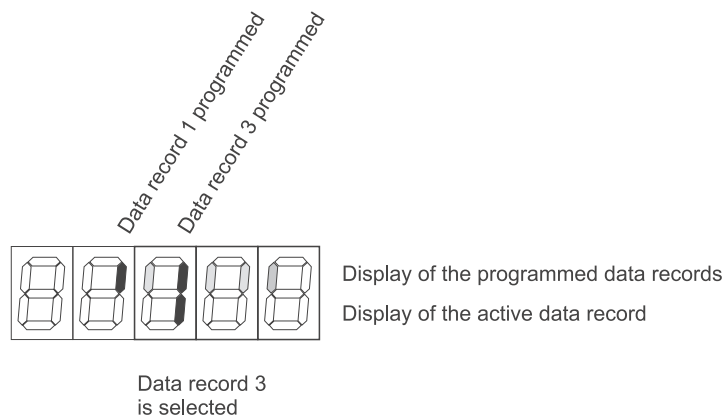 Data record 1 programmed
Data record 3 programmed
Display of the programmed data records
Display of the active data record
Data record 3
is selected